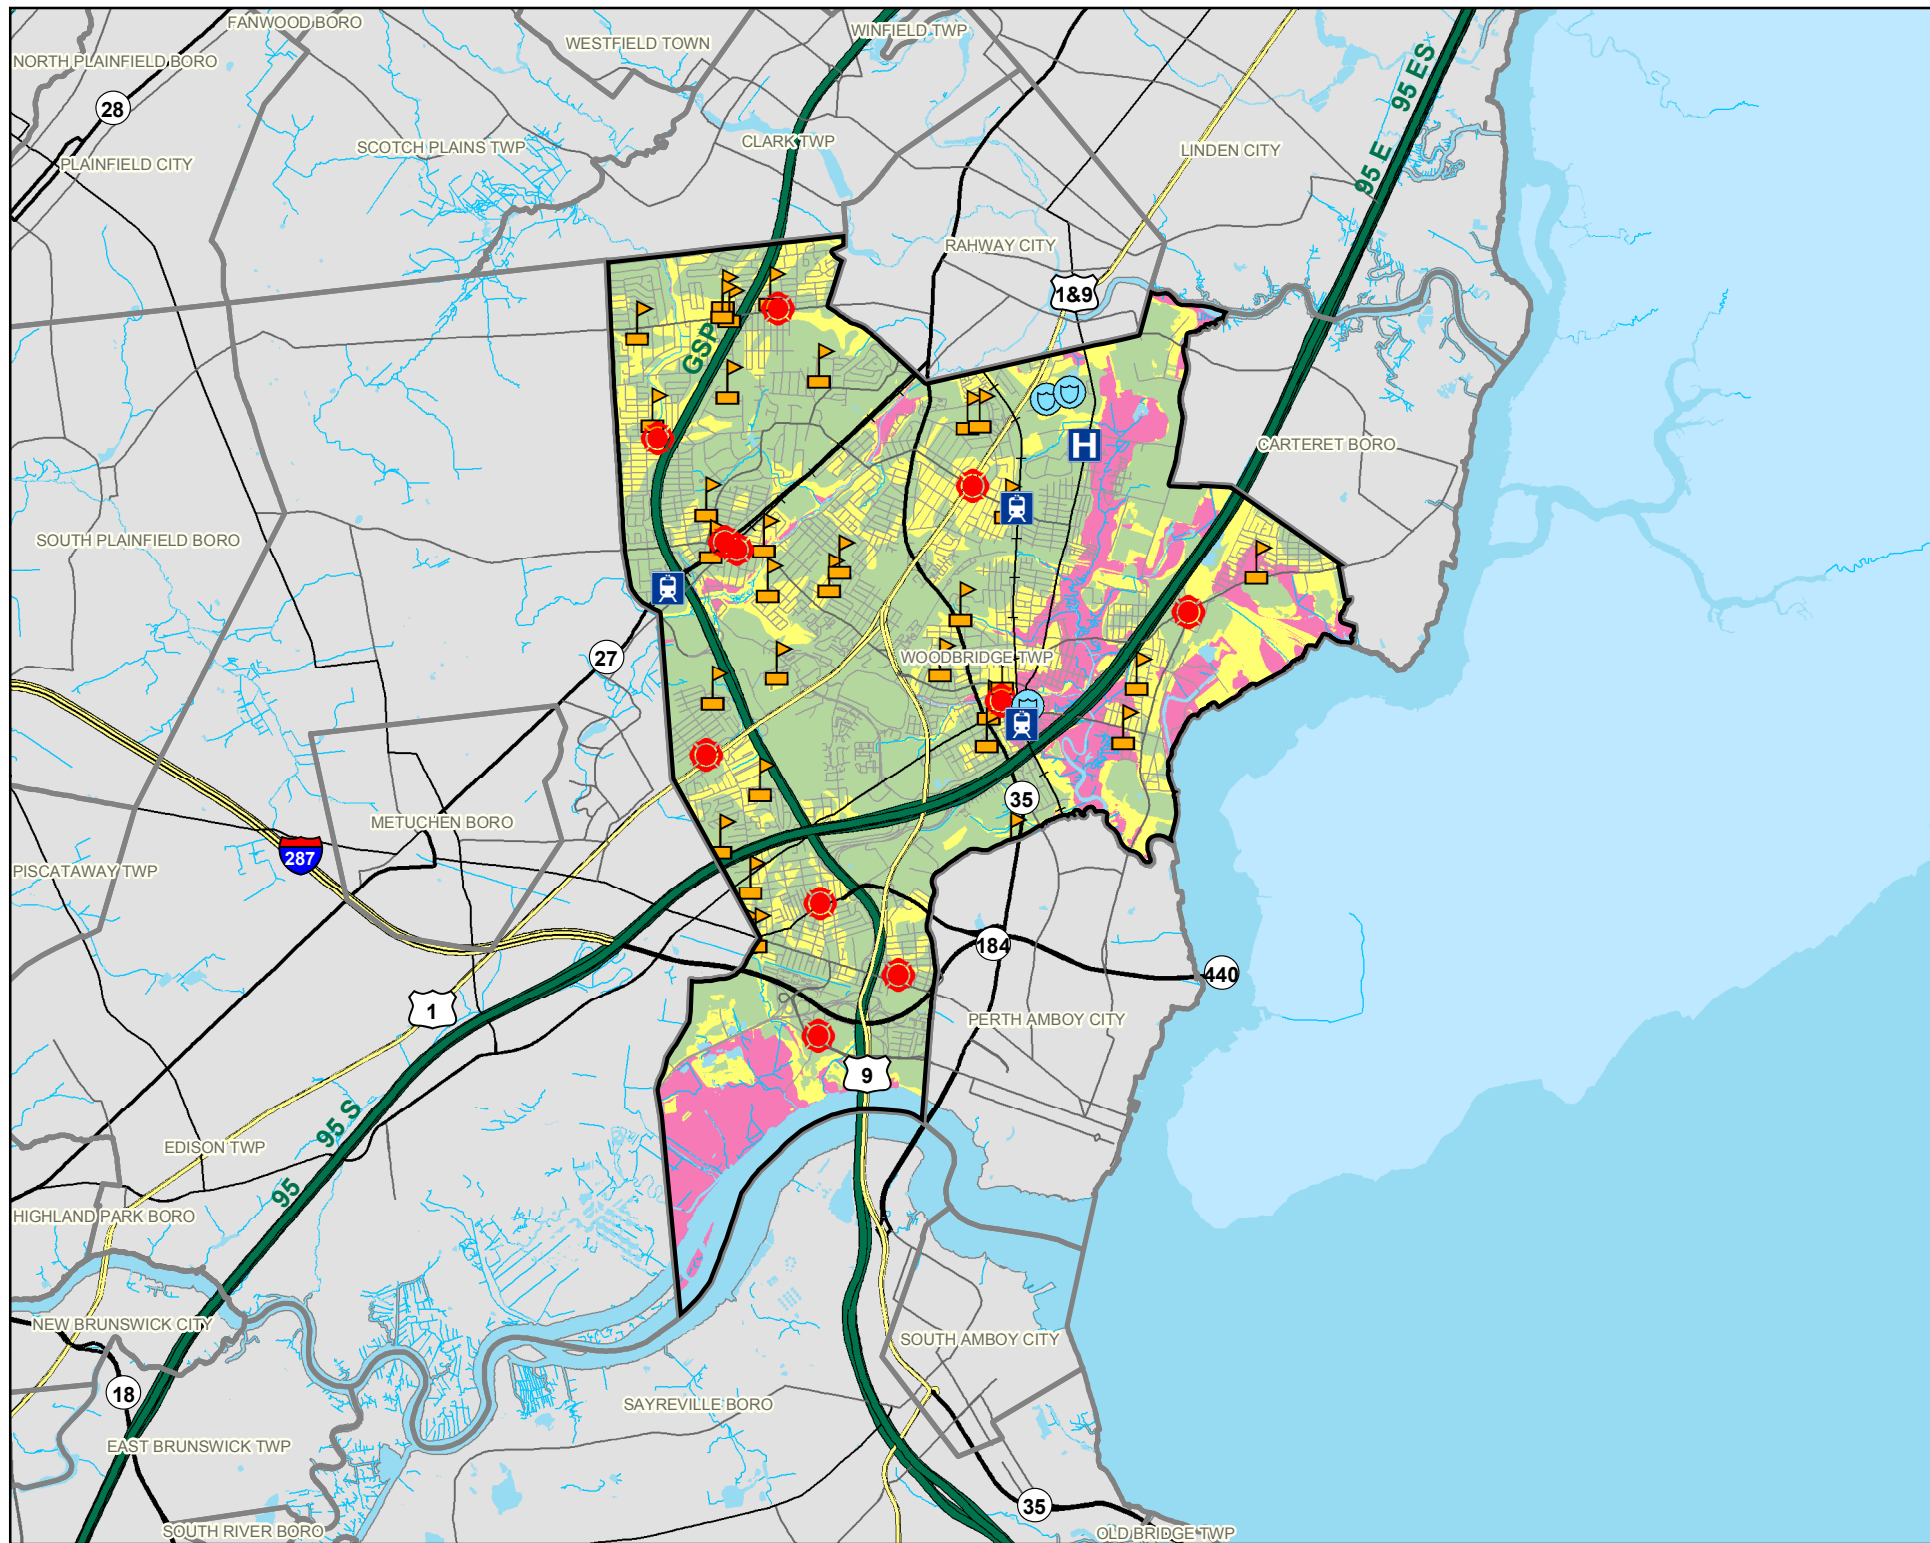 FANWOOD BORO
WINFIELD TWP
WESTFIELD TOWN
NORTH PLAINFIELD BORO
95 ES
28
CLARK TWP
SCOTCH PLAINS TWP
LINDEN CITY
PLAINFIELD CITY
95 E
RAHWAY CITY
1&9
GSP
CARTERET BORO
H
SOUTH PLAINFIELD BORO
27
WOODBRIDGE TWP
35
METUCHEN BORO
287
PISCATAWAY TWP
184
440
1
PERTH AMBOY CITY
9
95 S
EDISON TWP
95
HIGHLAND PARK BORO
NEW BRUNSWICK CITY
SOUTH AMBOY CITY
18
SAYREVILLE BORO
EAST BRUNSWICK TWP
35
SOUTH RIVER BORO
OLD BRIDGE TWP